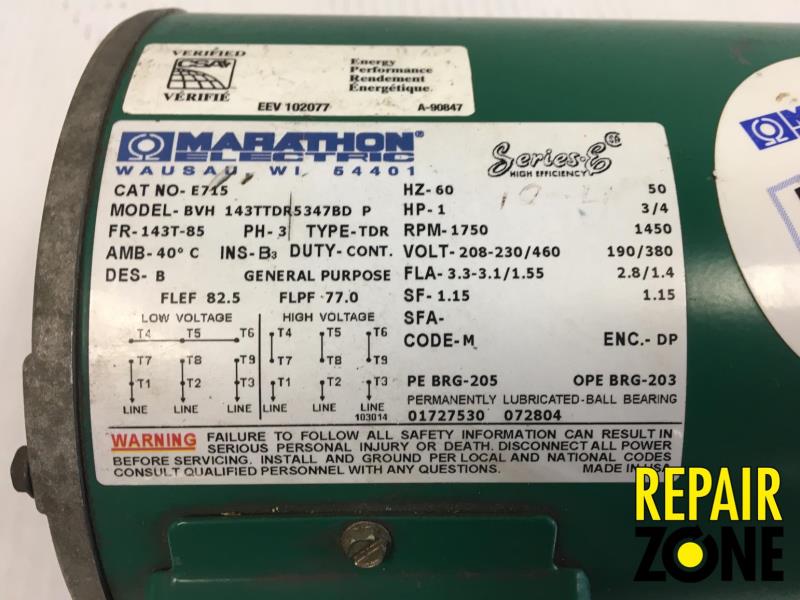 VERIFIED
CSA
VÉRIFIÉ
Energy
Performance
Rendement
Énergétique
EEV 102077
A-90847
MARATHON®
ELECTRIC
WAUSAU, WI, 54401
Series-E
HIGH EFFICIENCY
CAT NO- E715
MODEL- BVH 143TTDR5347BD P
FR- 143T-85 PH- 3 TYPE- TDR
AMB- 40° C INS- B3 DUTY- CONT.
DES- B GENERAL PURPOSE
FLEF 82.5 FLPF 77.0
HZ- 60 50
HP- 1 3/4
RPM- 1750 1450
VOLT- 208-230/460 190/380
FLA- 3.3-3.1/1.55 2.8/1.4
SF- 1.15 1.15
SFA-
CODE- M ENC.- DP
LOW VOLTAGE HIGH VOLTAGE
T4 T5 T6 T4 T5 T6
T7 T8 T9 T7 T8 T9
T1 T2 T3 T1 T2 T3
LINE LINE LINE LINE LINE LINE
103014
PE BRG-205 OPE BRG-203
PERMANENTLY LUBRICATED-BALL BEARING
01727530 072804
WARNING FAILURE TO FOLLOW ALL SAFETY INFORMATION CAN RESULT IN
SERIOUS PERSONAL INJURY OR DEATH. DISCONNECT ALL POWER
BEFORE SERVICING. INSTALL AND GROUND PER LOCAL AND NATIONAL CODES
CONSULT QUALIFIED PERSONNEL WITH ANY QUESTIONS. MADE IN USA
REPAIR
ZONE